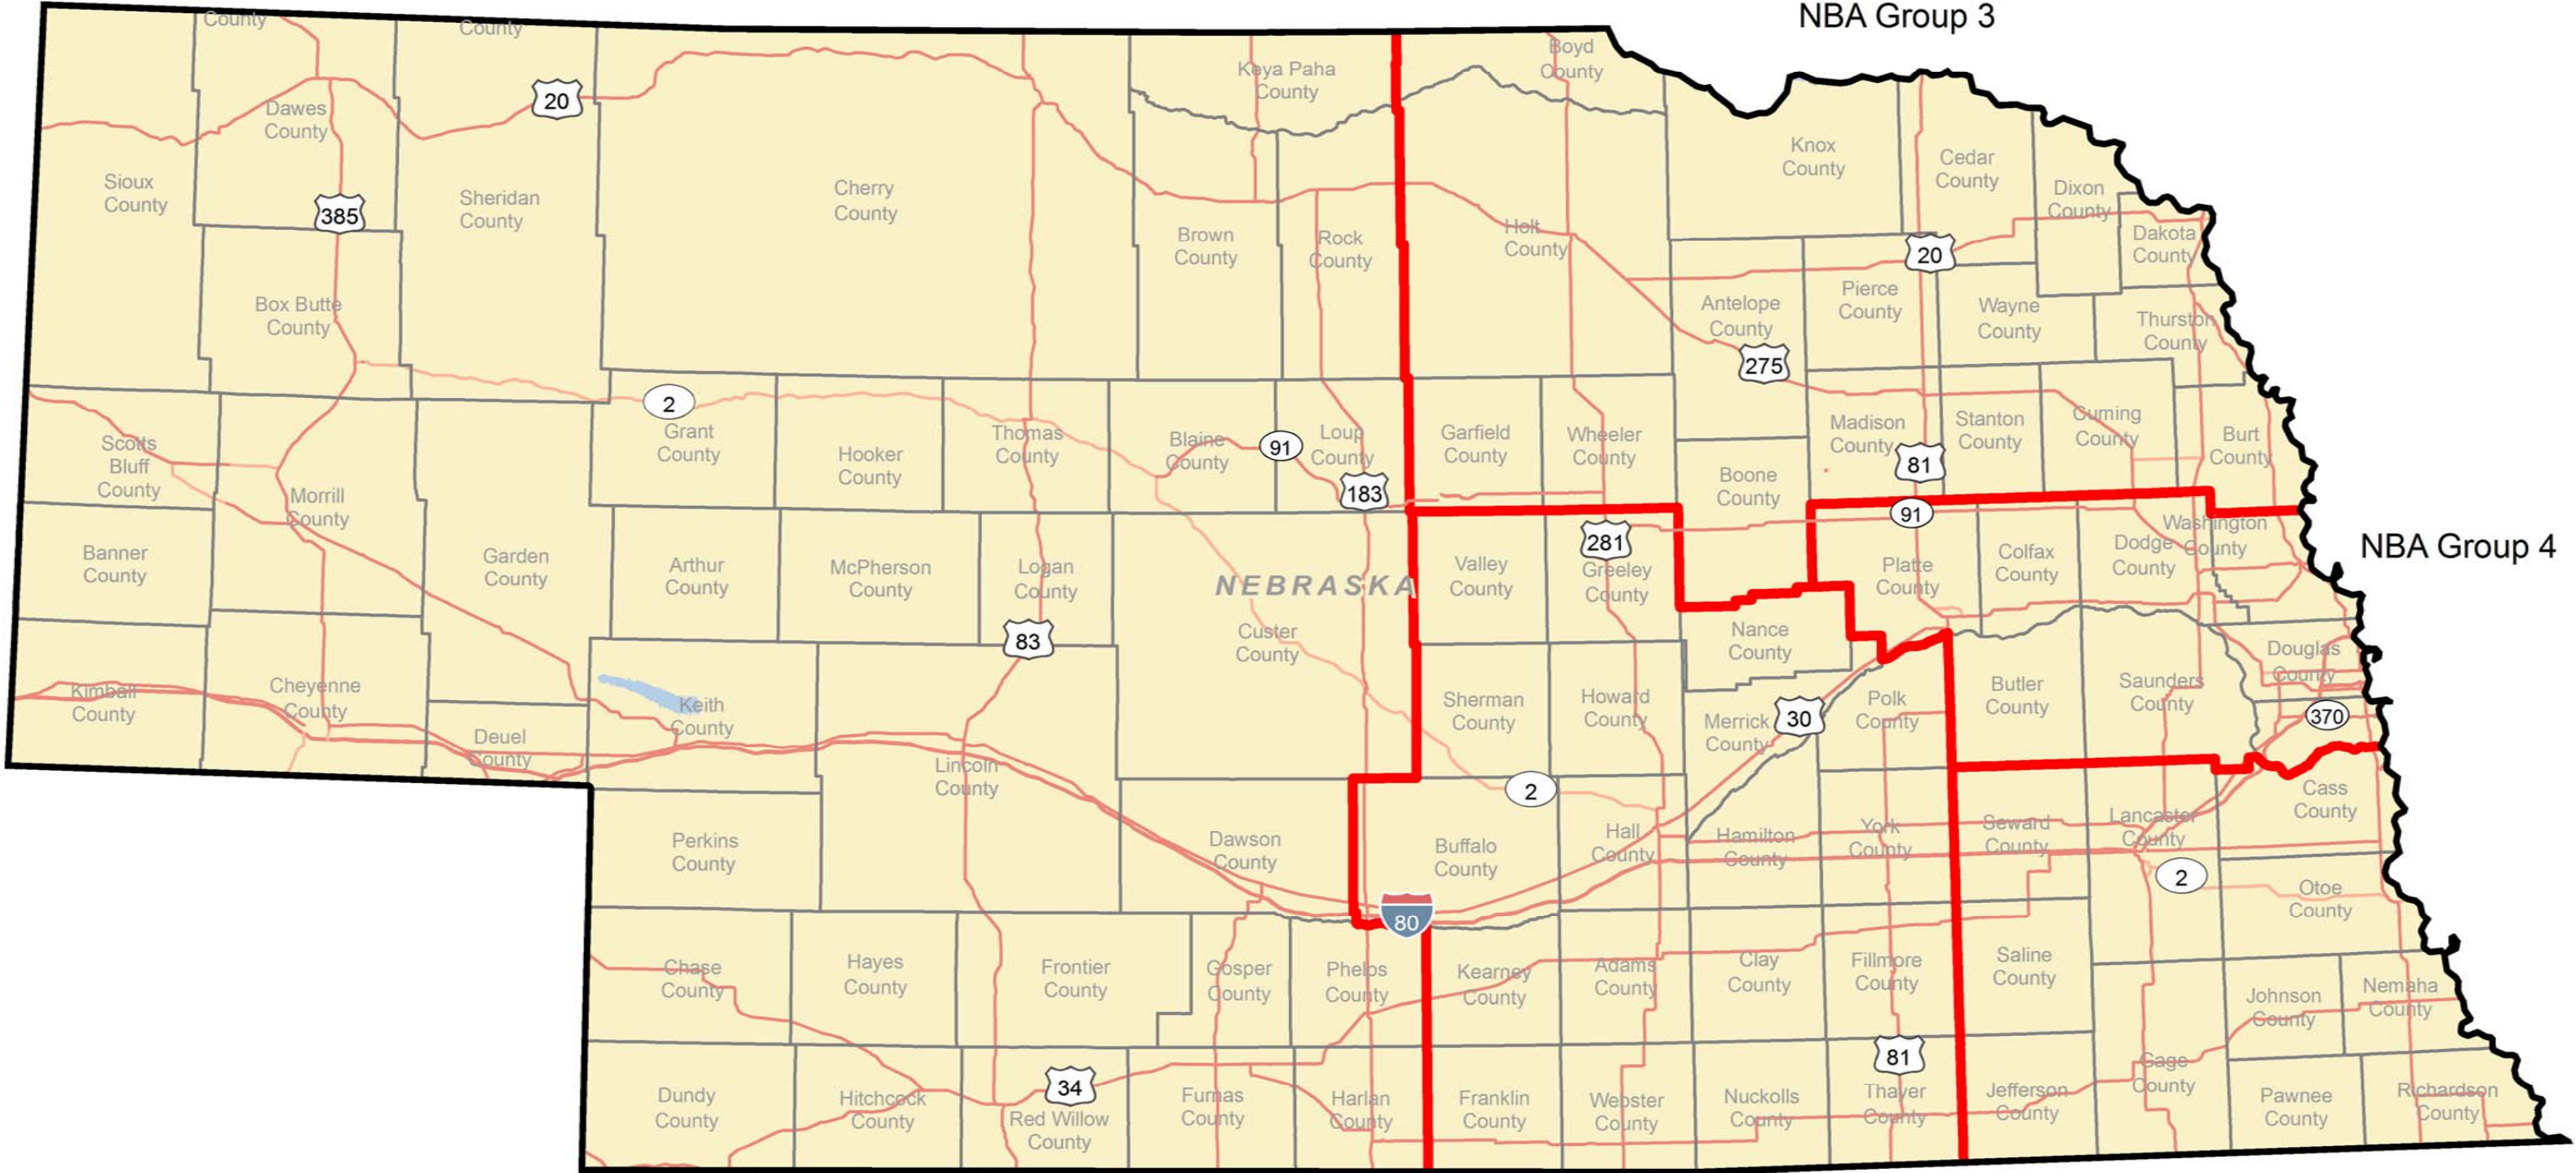 NBA Group 3
County
County
Boyd
County
Keya Paha
County
20
Dawes
County
Knox
County
Cedar
County
Sioux
County
385
Sheridan
County
Cherry
County
Dixon
County
Brown
County
Rock
County
Holt
County
20
Dakota
County
Box Butte
County
Antelope
County
Pierce
County
Wayne
County
Thurston
County
275
2
Grant
County
Hooker
County
Thomas
County
Blaine
County
91
Loup
County
183
Garfield
County
Wheeler
County
Boone
County
Madison
County
81
Stanton
County
Cuming
County
Burt
County
Scotts
Bluff
County
Morrill
County
Banner
County
Garden
County
Arthur
County
McPherson
County
Logan
County
83
NEBRASKA
Custer
County
Valley
County
281
Greeley
County
91
Platte
County
Colfax
County
Dodge
County
Washington
County
NBA Group 4
Nance
County
Douglas
County
Kimball
County
Cheyenne
County
Deuel
County
Keith
County
Lincoln
County
Sherman
County
Howard
County
Merrick
County
30
Polk
County
Butler
County
Saunders
County
370
2
Cass
County
Perkins
County
Dawson
County
Buffalo
County
Hall
County
Hamilton
County
York
County
Seward
County
Lancaster
County
2
Otoe
County
80
Chase
County
Hayes
County
Frontier
County
Gosper
County
Phelps
County
Kearney
County
Adams
County
Clay
County
Fillmore
County
Saline
County
Johnson
County
Nemaha
County
81
Dundy
County
Hitchcock
County
34
Red Willow
County
Furnas
County
Harlan
County
Franklin
County
Webster
County
Nuckolls
County
Thayer
County
Jefferson
County
Gage
County
Pawnee
County
Richardson
County